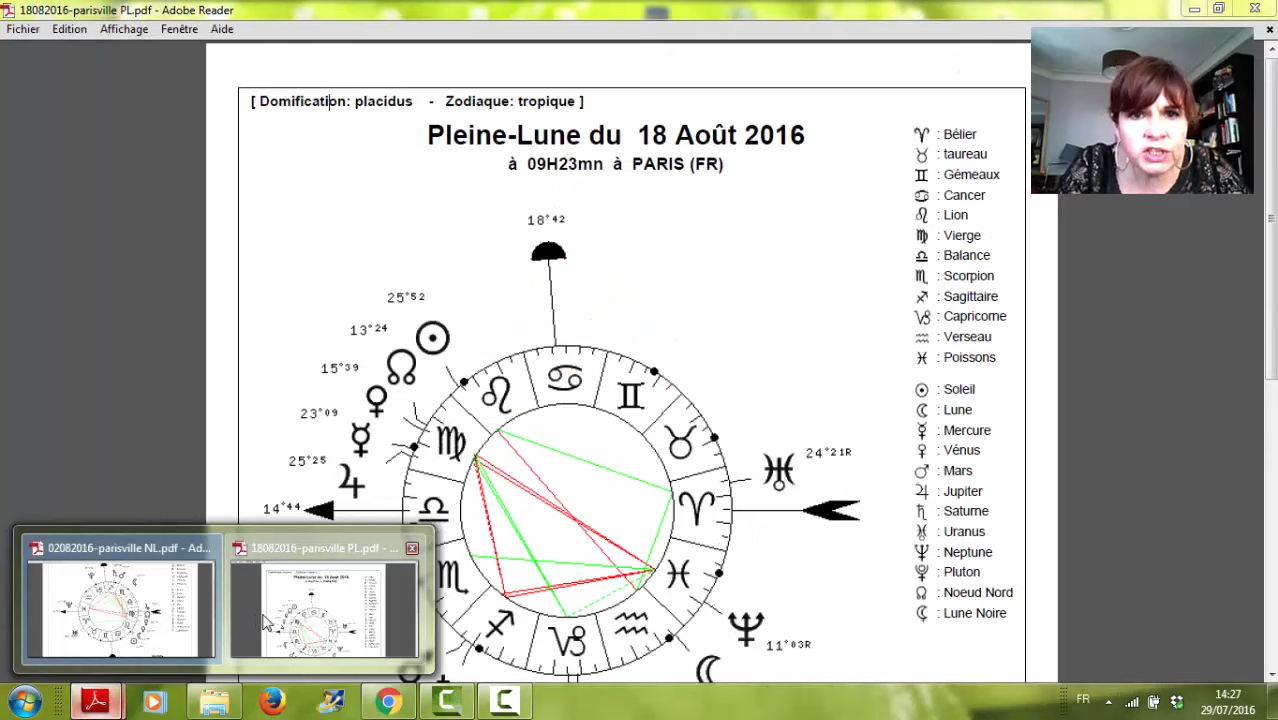 18082016-parisville PL.pdf - Adobe Reader
Fichier Edition Affichage Fenêtre Aide
[ Domification: placidus - Zodiaque: tropique ]
Pleine-Lune du 18 Août 2016
à 09H23mn à PARIS (FR)
♈ : Bélier
♉ : taureau
♊ : Gémeaux
♋ : Cancer
♌ : Lion
♍ : Vierge
♎ : Balance
♏ : Scorpion
♐ : Sagittaire
♑ : Capricorne
♒ : Verseau
♓ : Poissons
☉ : Soleil
☾ : Lune
☿ : Mercure
♀ : Vénus
♂ : Mars
♃ : Jupiter
♄ : Saturne
♅ : Uranus
♆ : Neptune
♇ : Pluton
☊ : Noeud Nord
⚸ : Lune Noire
18°42
25°52
13°24
15°39
23°09
25°25
14°44
24°21R
11°03R
02082016-parisville NL.pdf - Ad...
18082016-parisville PL.pdf - ...
FR
14:27
29/07/2016